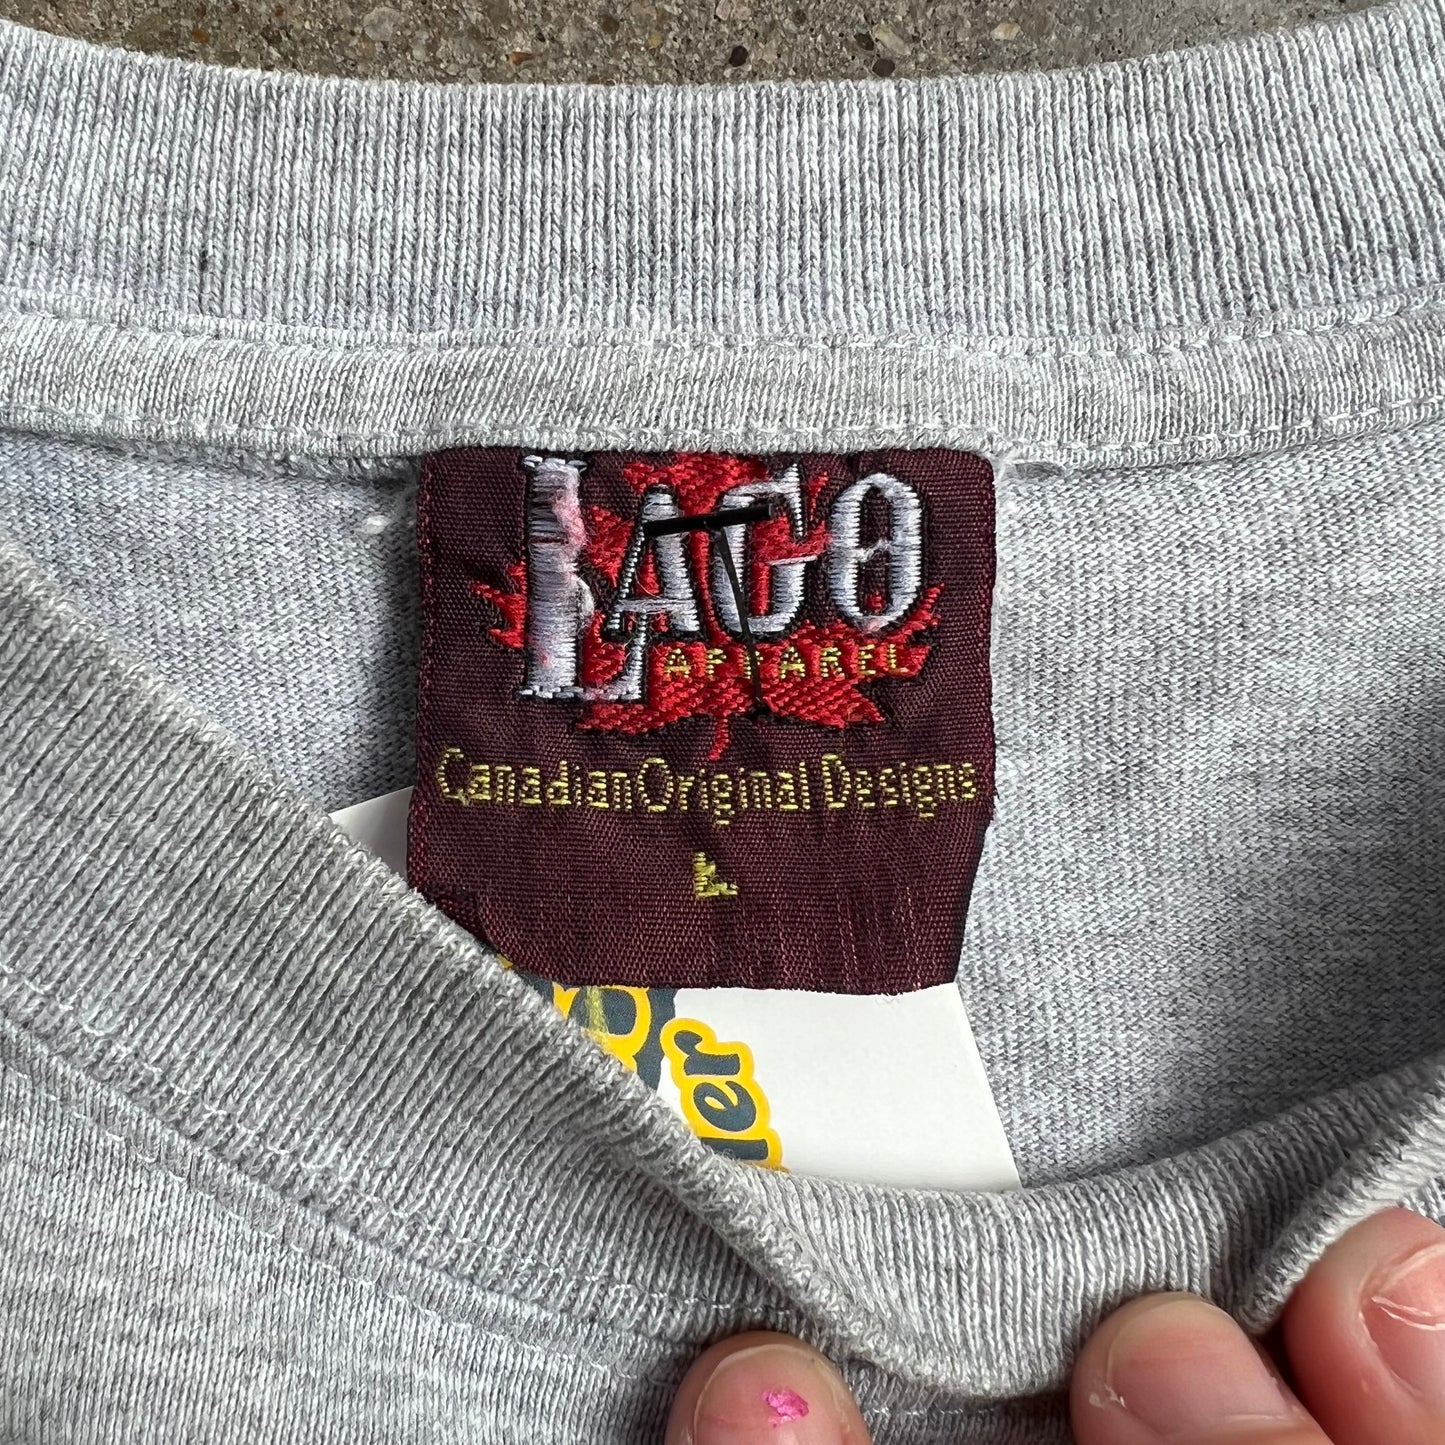 LAGO
APPAREL
Canadian Original Designs
L